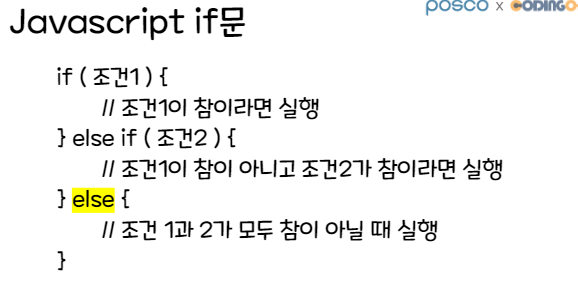 Javascript if문
posco x CODINGO
if ( 조건1 ) {
// 조건1이 참이라면 실행
} else if ( 조건2 ) {
// 조건1이 참이 아니고 조건2가 참이라면 실행
} else {
// 조건 1과 2가 모두 참이 아닐 때 실행
}